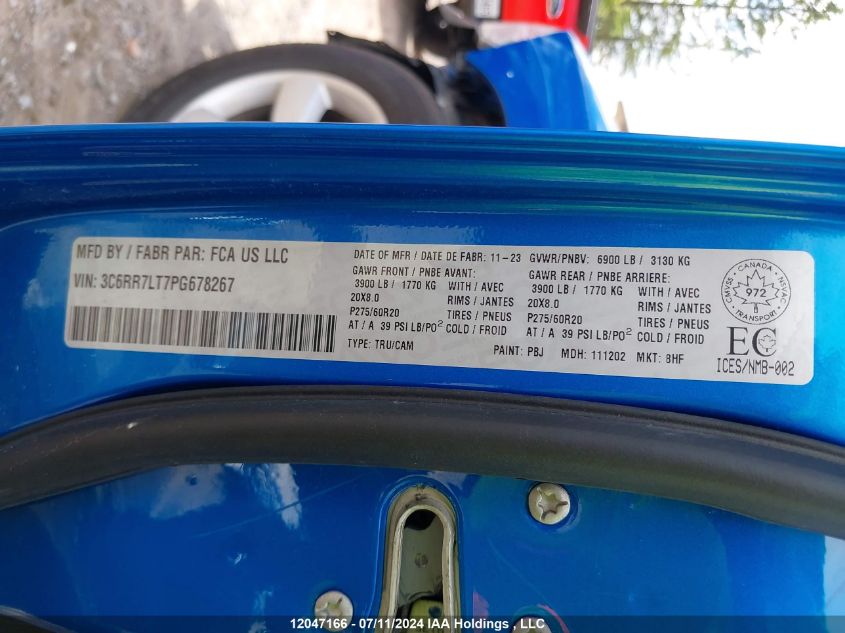 MFD BY / FABR PAR: FCA US LLC
VIN: 3C6RR7LT7PG678267
DATE OF MFR / DATE DE FABR: 11-23 GVWR/PNBV: 6900 LB / 3130 KG
GAWR FRONT / PNBE AVANT:
3900 LB / 1770 KG WITH / AVEC
20X8.0 RIMS / JANTES
P275/60R20 TIRES / PNEUS
AT / A 39 PSI LB/PO² COLD / FROID
TYPE: TRU/CAM
GAWR REAR / PNBE ARRIERE:
3900 LB / 1770 KG WITH / AVEC
20X8.0 RIMS / JANTES
P275/60R20 TIRES / PNEUS
AT / A 39 PSI LB/PO² COLD / FROID
PAINT: PBJ MDH: 111202 MKT: BHF
CANADA
CMVSS NSVAC
972
TRANSPORT
EC
ICES/NMB-002
12047166 - 07/11/2024 IAA Holdings , LLC